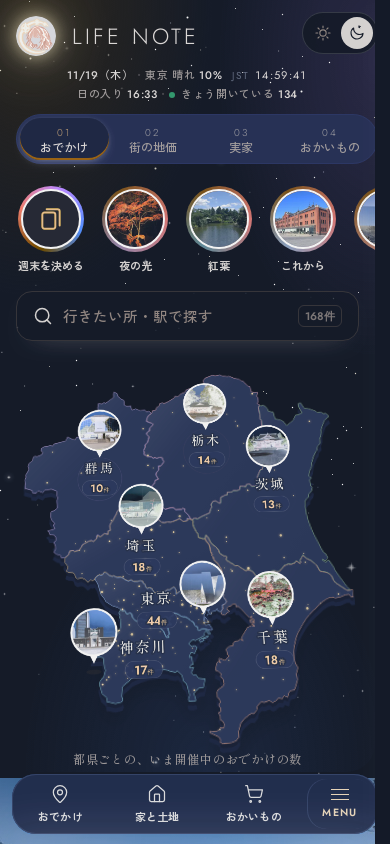 LIFE NOTE
11/19（木）・東京 晴れ 10% JST 14:59:41
日の入り 16:33・きょう開いている 134
01 02 03 04
おでかけ 街の地価 実家 おかいもの
週末を決める 夜の光 紅葉 これから
行きたい所・駅で探す 168件
栃木
14件
群馬
10件
茨城
13件
埼玉
18件
東京
44件
千葉
18件
神奈川
17件
都県ごとの、いま開催中のおでかけの数
おでかけ 家と土地 おかいもの MENU